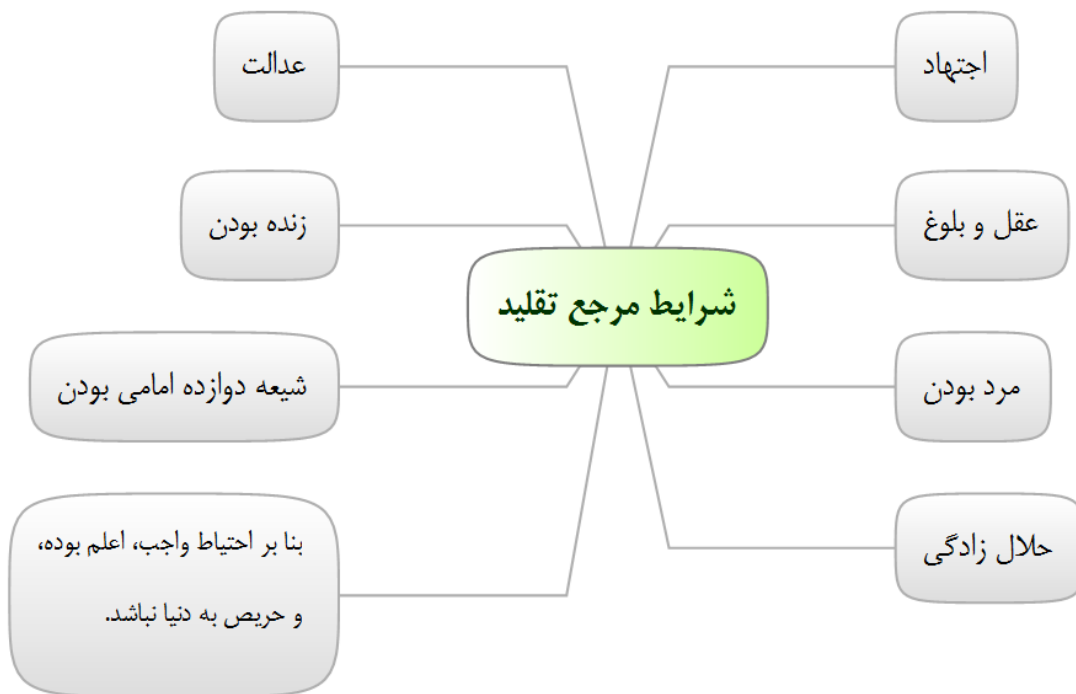 شرایط مرجع تقلید
اجتهاد
عقل و بلوغ
مرد بودن
حلال زادگی
عدالت
زنده بودن
شیعه دوازده امامی بودن
بنا بر احتیاط واجب، اعلم بوده،
و حریص به دنیا نباشد.